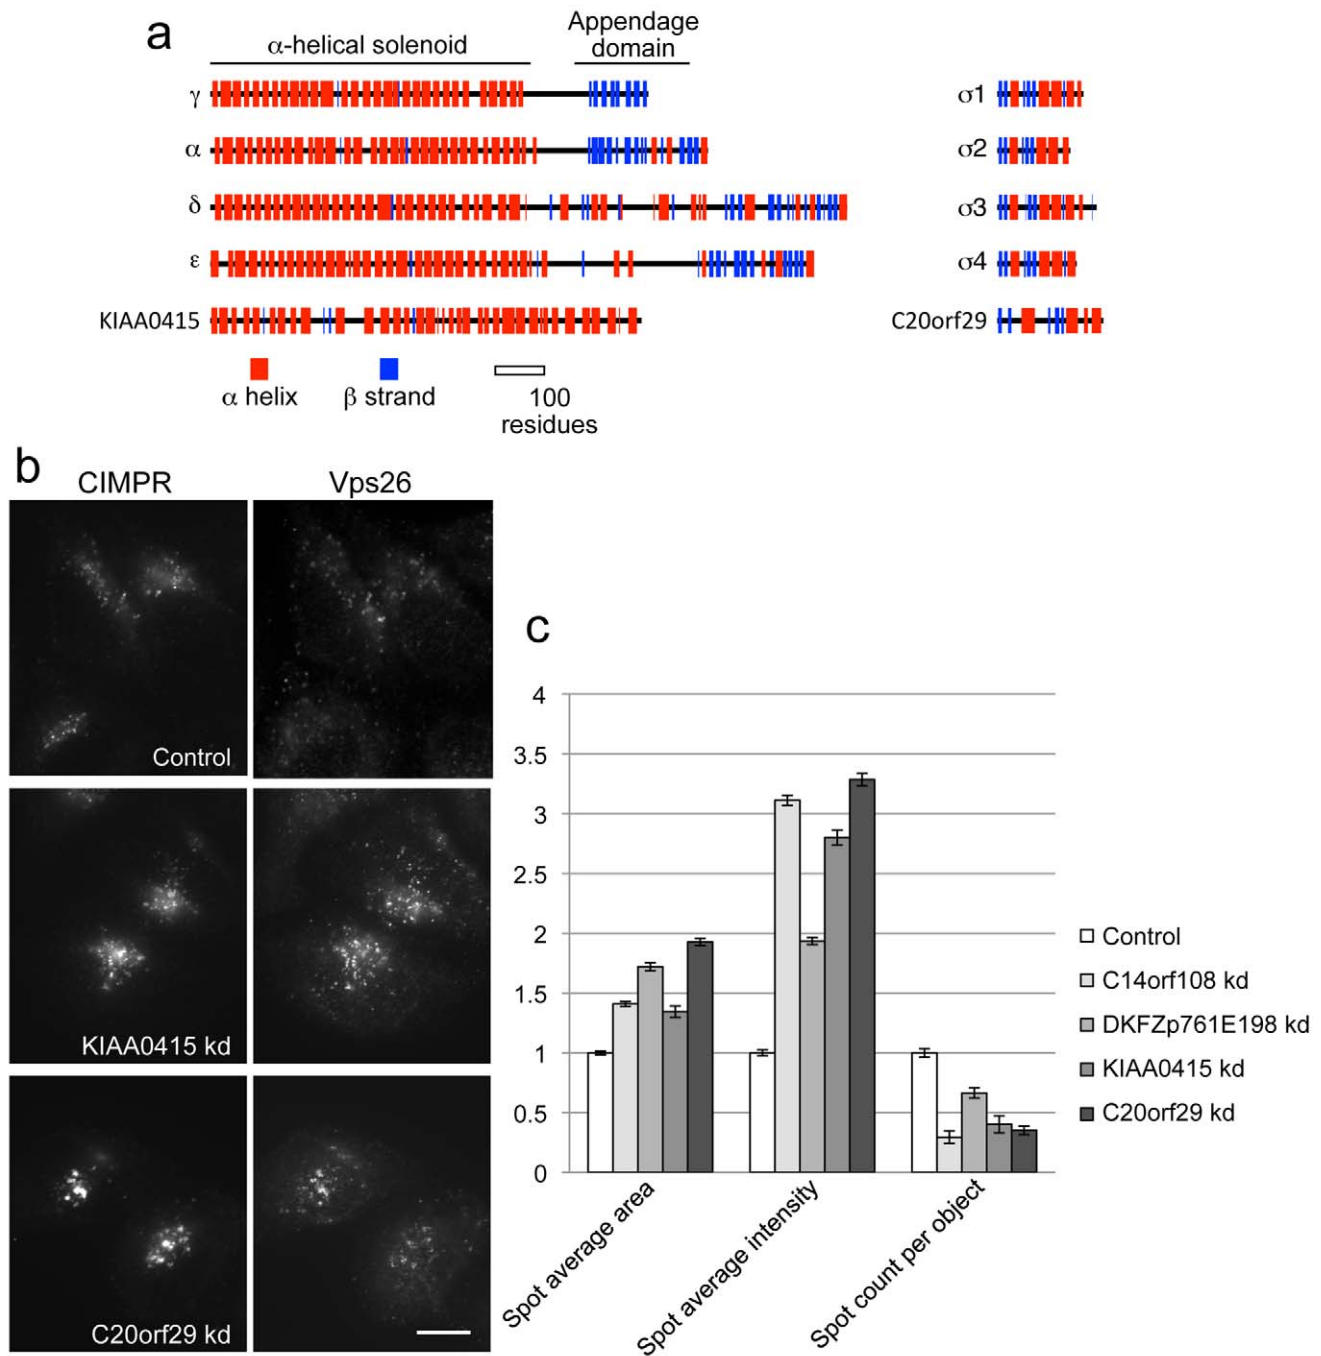 a
α-helical solenoid
Appendage
domain
γ
α
δ
ε
KIAA0415
σ1
σ2
σ3
σ4
C20orf29
α helix
β strand
100
residues
b
CIMPR
Vps26
Control
KIAA0415 kd
C20orf29 kd
c
4
3.5
3
2.5
2
1.5
1
0.5
0
Spot average area
Spot average intensity
Spot count per object
Control
C14orf108 kd
DKFZp761E198 kd
KIAA0415 kd
C20orf29 kd